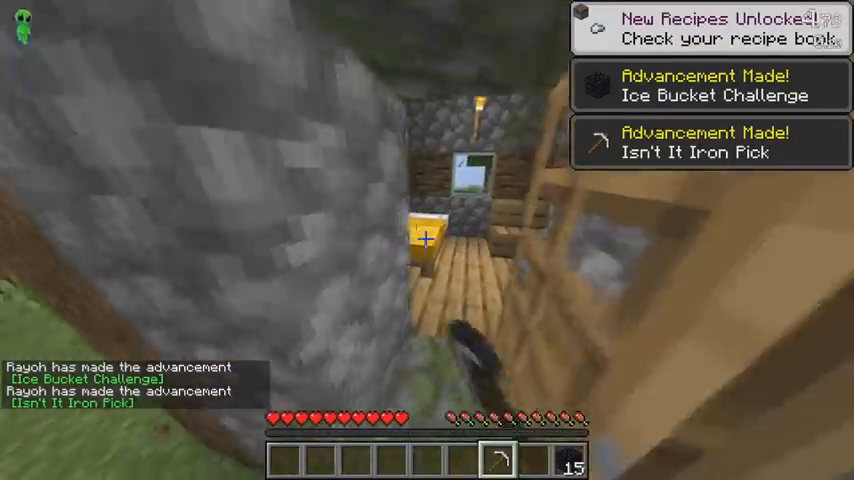 New Recipes Unlocked!
Check your recipe book
Advancement Made!
Ice Bucket Challenge
Advancement Made!
Isn't It Iron Pick
Rayoh has made the advancement
[Ice Bucket Challenge]
Rayoh has made the advancement
[Isn't It Iron Pick]
15